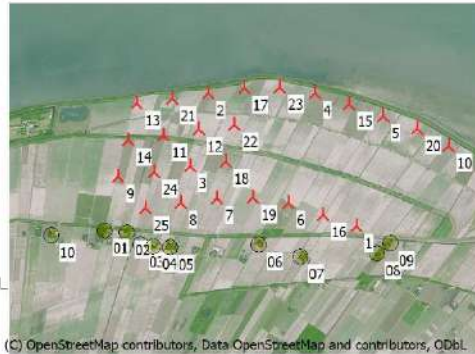 13 21 2 17 23 4 15 5 20 10
14 11 12 22
9 24 3 18
25 8 7 19 6 16 1
10 01 02 03 04 05 06 07 08 09
(C) OpenStreetMap contributors, Data OpenStreetMap and contributors, ODbL